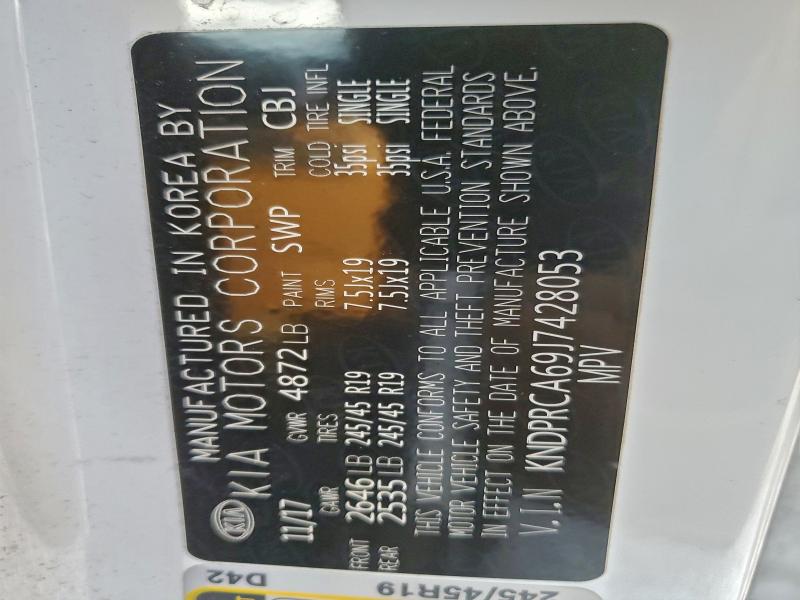 MANUFACTURED IN KOREA BY
KIA KIA MOTORS CORPORATION
11/17 GVWR 4872LB PAINT SWP TRIM CBJ
GAWR TIRES RIMS COLD TIRE INFL
FRONT 2646LB 245/45 R19 7.5Jx19 35psi SINGLE
REAR 2535LB 245/45 R19 7.5Jx19 35psi SINGLE
THIS VEHICLE CONFORMS TO ALL APPLICABLE U.S.A. FEDERAL
MOTOR VEHICLE SAFETY AND THEFT PREVENTION STANDARDS
IN EFFECT ON THE DATE OF MANUFACTURE SHOWN ABOVE.
V.I.N KNDPRCA69J7428053
MPV
D42
245/45R19